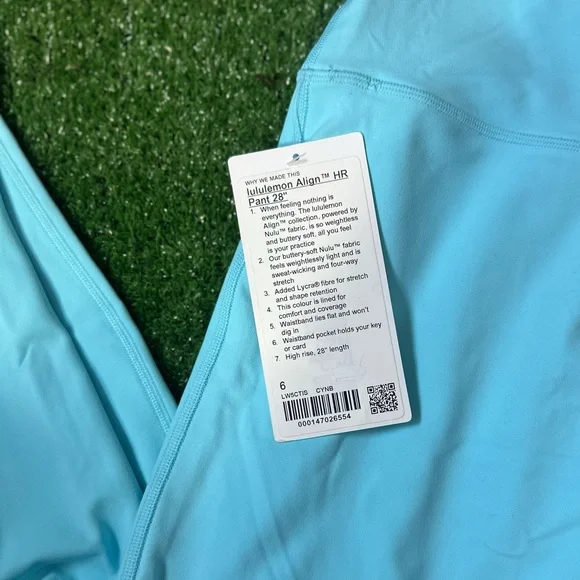 WHY WE MADE THIS
lululemon Align™ HR
Pant 28"
1. When feeling nothing is
everything. The lululemon
Align™ collection, powered by
Nulu™ fabric, is so weightless
and buttery soft, all you feel
is your practice
2. Our buttery-soft Nulu™ fabric
feels weightlessly light and is
sweat-wicking and four-way
stretch
3. Added Lycra® fibre for stretch
and shape retention
4. This colour is lined for
comfort and coverage
5. Waistband lies flat and won't
dig in
6. Waistband pocket holds your key
or card
7. High rise, 28" length
6
LW5CTIS CYNB
000147026554